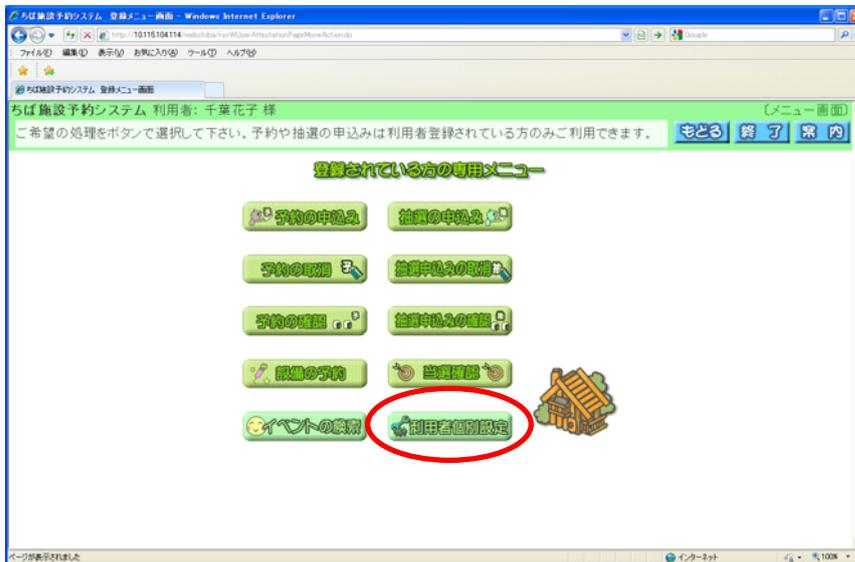 ちば施設予約システム 登録メニュー画面 - Windows Internet Explorer
http://10.115.104.114/webchiba/rsvWUserAttestationPageMoveAction.do
Google
ファイル(F) 編集(E) 表示(V) お気に入り(A) ツール(T) ヘルプ(H)
ちば施設予約システム 登録メニュー画面
ちば施設予約システム 利用者: 千葉花子 様 〔メニュー画面〕
ご希望の処理をボタンで選択して下さい。予約や抽選の申込みは利用者登録されている方のみご利用できます。 もどる 終了 案内
登録されている方の専用メニュー
予約の申込み 抽選の申込み
予約の取消 抽選申込みの取消
予約の確認 抽選申込みの確認
設備の予約 当選確認
イベントの検索 利用者個別設定
ページが表示されました インターネット 100%